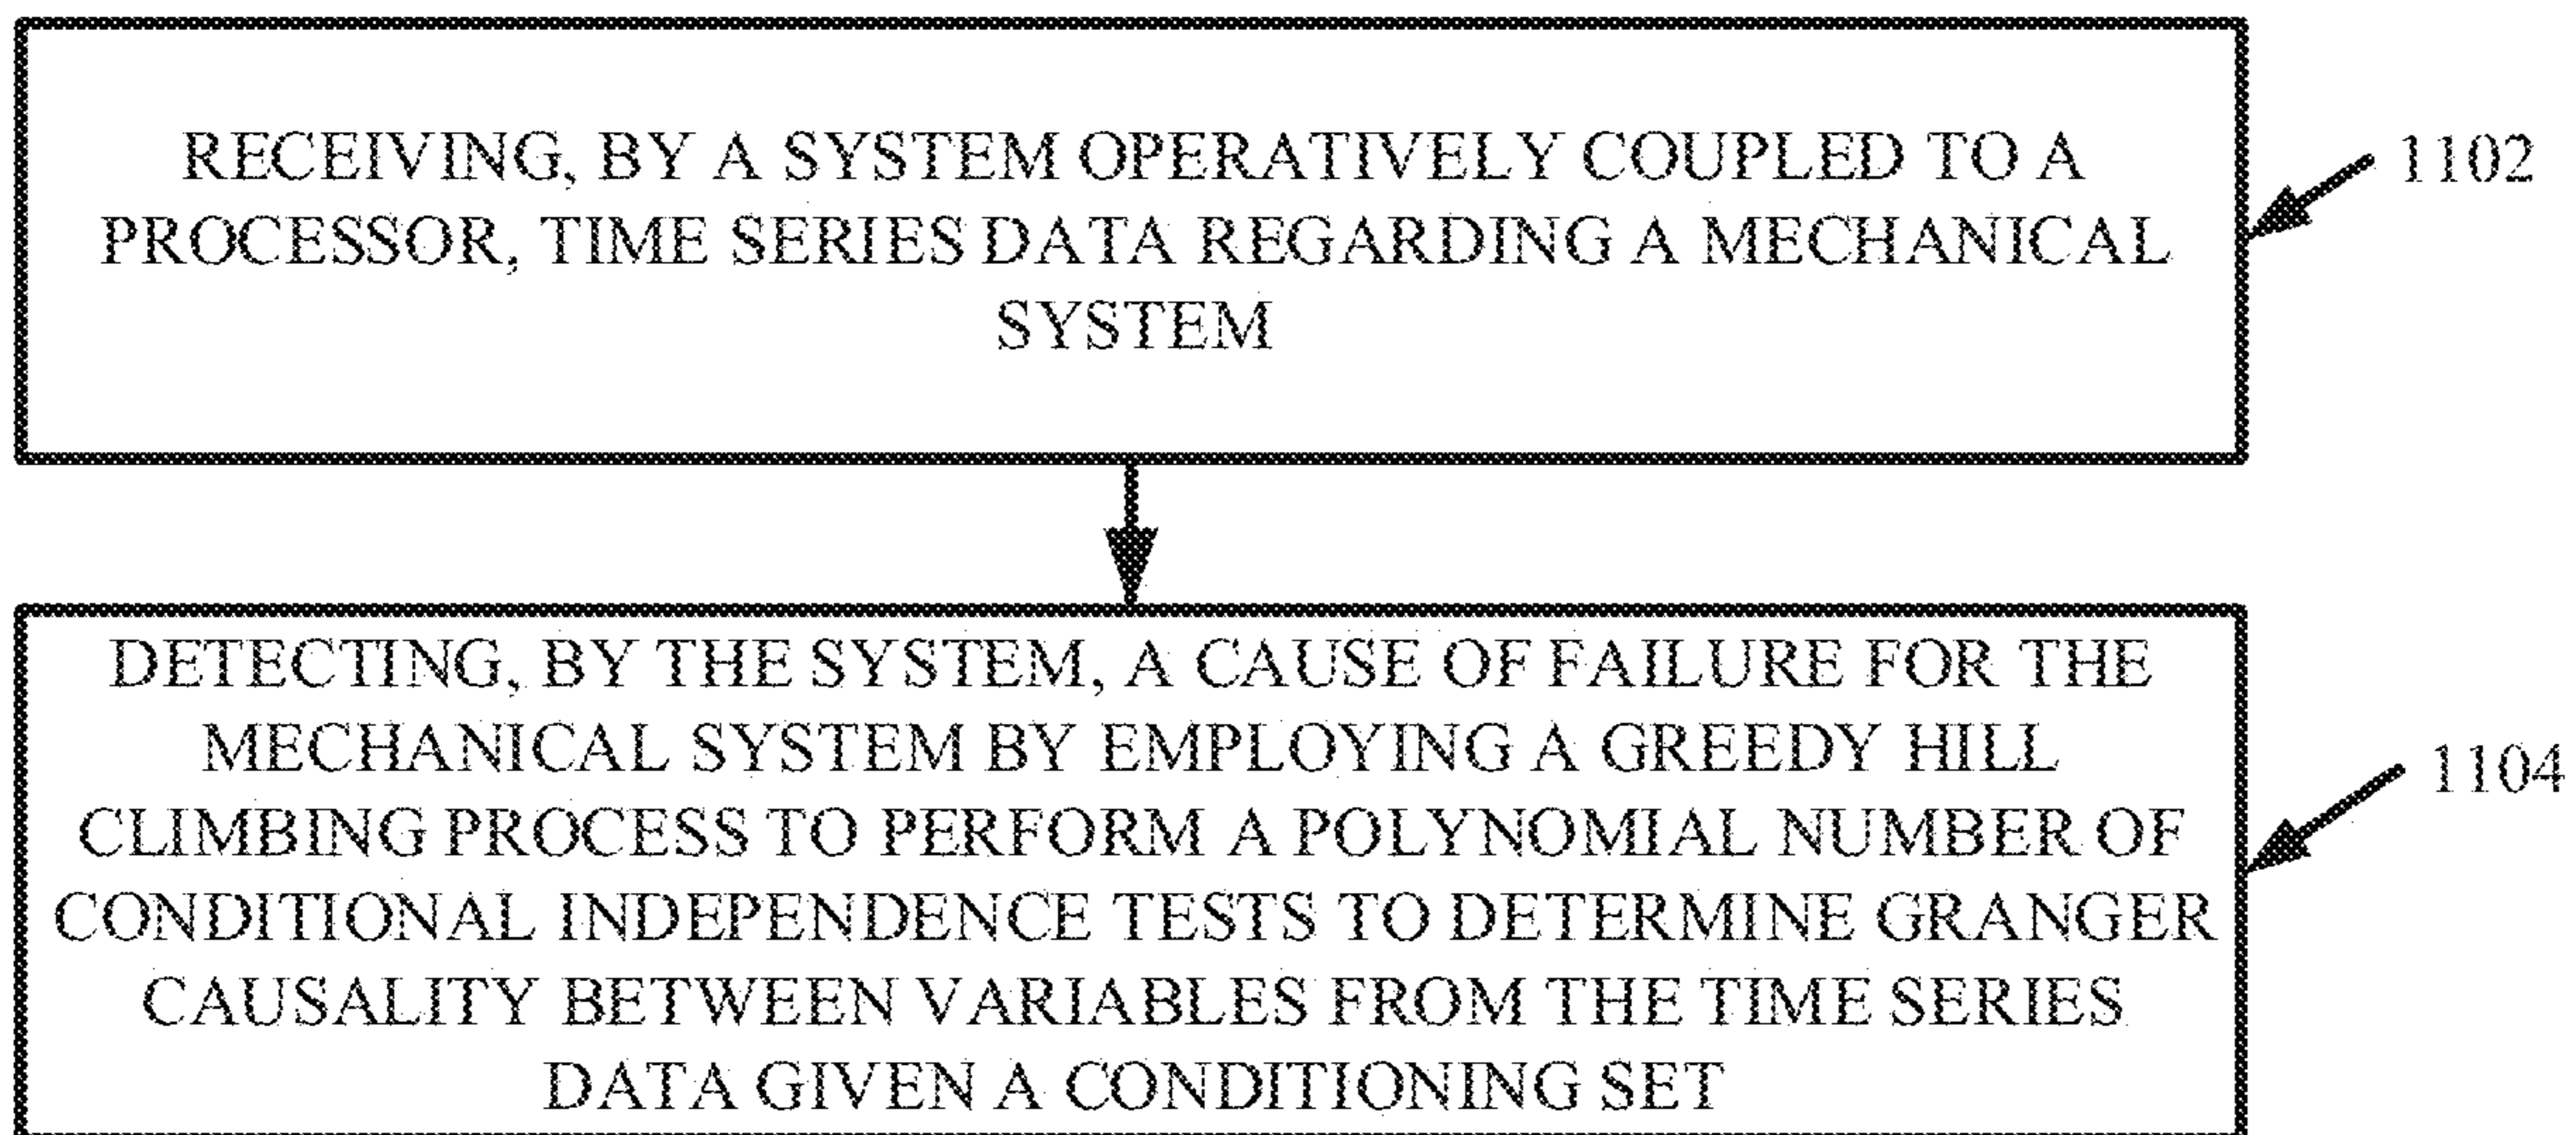 RECEIVING, BY A SYSTEM OPERATIVELY COUPLED TO A
PROCESSOR, TIME SERIES DATA REGARDING A MECHANICAL
SYSTEM
1102
DETECTING, BY THE SYSTEM, A CAUSE OF FAILURE FOR THE
MECHANICAL SYSTEM BY EMPLOYING A GREEDY HILL
CLIMBING PROCESS TO PERFORM A POLYNOMIAL NUMBER OF
CONDITIONAL INDEPENDENCE TESTS TO DETERMINE GRANGER
CAUSALITY BETWEEN VARIABLES FROM THE TIME SERIES
DATA GIVEN A CONDITIONING SET
1104